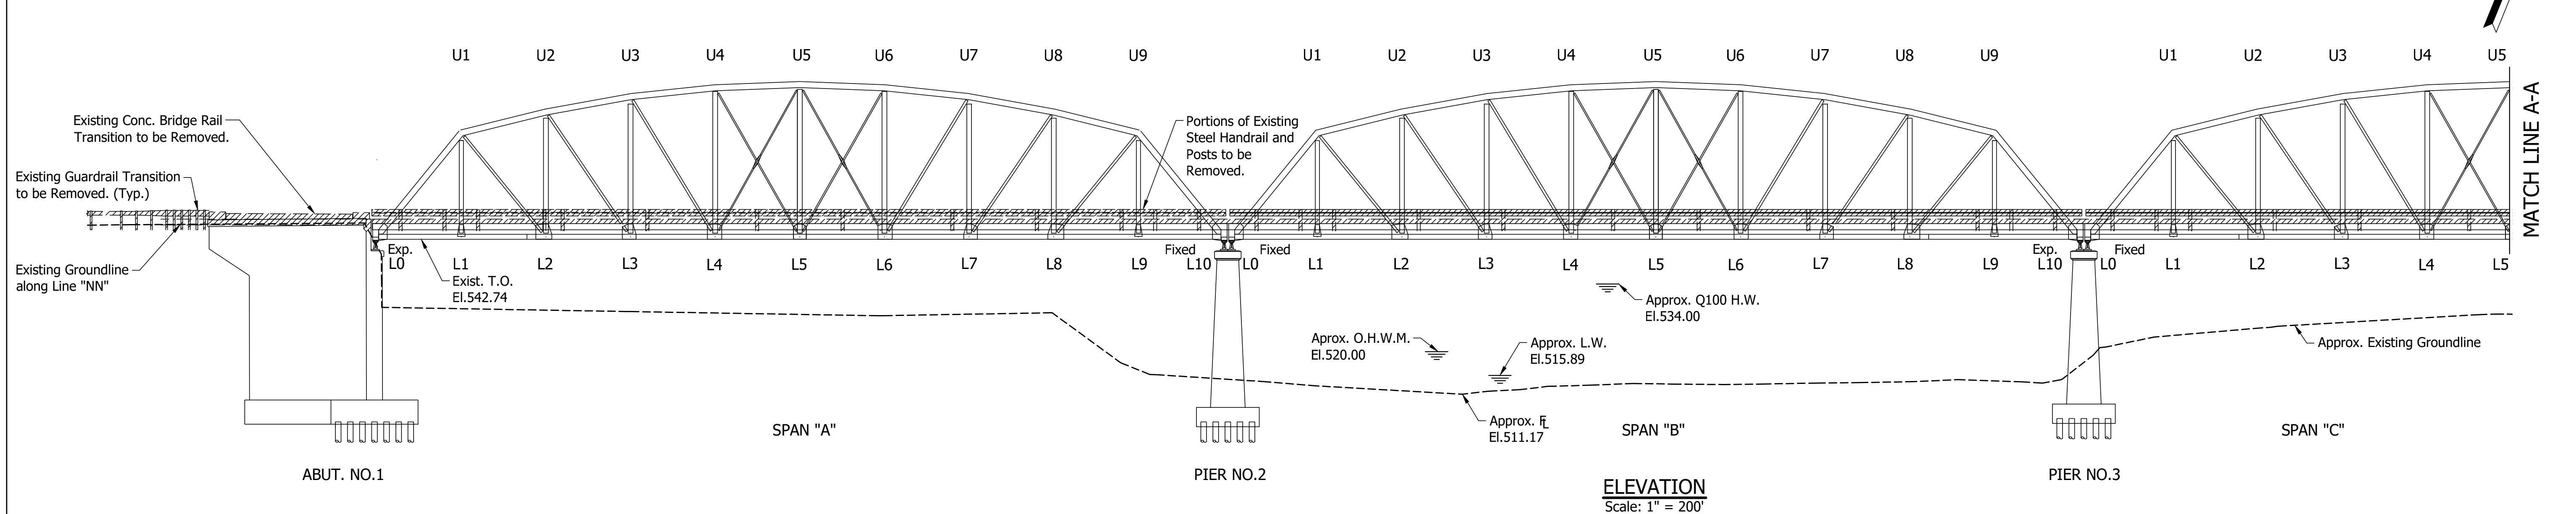 U1 U2 U3 U4 U5 U6 U7 U8 U9 U1 U2 U3 U4 U5 U6 U7 U8 U9 U1 U2 U3 U4 U5
MATCH LINE A-A
Existing Conc. Bridge Rail
Transition to be Removed.
Portions of Existing
Steel Handrail and
Posts to be
Removed.
Existing Guardrail Transition
to be Removed. (Typ.)
Existing Groundline
along Line "NN"
Exp. Fixed Fixed Exp. Fixed
L0 L1 L2 L3 L4 L5 L6 L7 L8 L9 L10 L0 L1 L2 L3 L4 L5 L6 L7 L8 L9 L10 L0 L1 L2 L3 L4 L5
Exist. T.O.
El.542.74
Approx. Q100 H.W.
El.534.00
Aprox. O.H.W.M.
El.520.00
Approx. L.W.
El.515.89
Approx. Existing Groundline
Approx. FL
El.511.17
SPAN "A" SPAN "B" SPAN "C"
ABUT. NO.1 PIER NO.2 PIER NO.3
ELEVATION
Scale: 1" = 200'